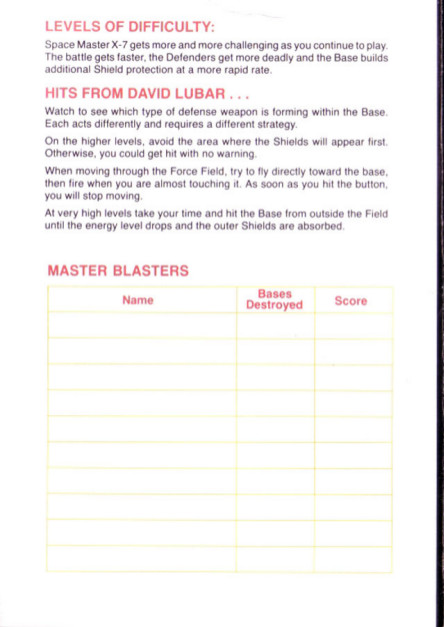 LEVELS OF DIFFICULTY:
Space Master X-7 gets more and more challenging as you continue to play.
The battle gets faster, the Defenders get more deadly and the Base builds
additional Shield protection at a more rapid rate.
HITS FROM DAVID LUBAR . . .
Watch to see which type of defense weapon is forming within the Base.
Each acts differently and requires a different strategy.
On the higher levels, avoid the area where the Shields will appear first.
Otherwise, you could get hit with no warning.
When moving through the Force Field, try to fly directly toward the base,
then fire when you are almost touching it. As soon as you hit the button,
you will stop moving.
At very high levels take your time and hit the Base from outside the Field
until the energy level drops and the outer Shields are absorbed.
MASTER BLASTERS
Name
Bases
Destroyed
Score